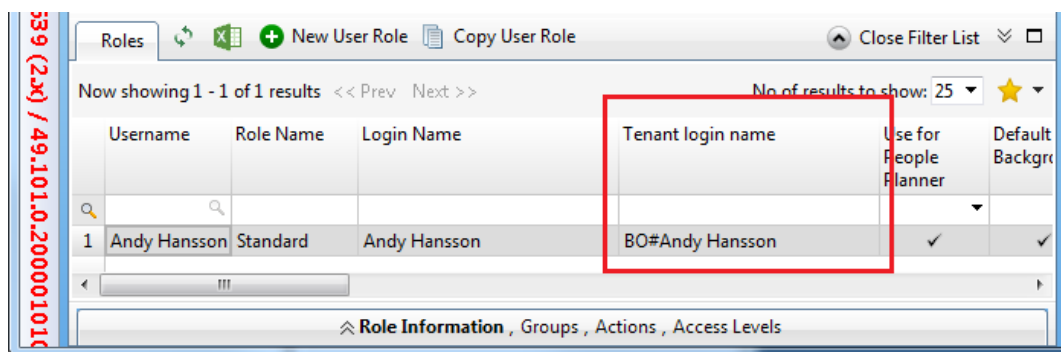 639 (2.x) / 49.101.0.200001010
Roles New User Role Copy User Role Close Filter List
Now showing 1 - 1 of 1 results << Prev Next >> No of results to show: 25
Username Role Name Login Name Tenant login name Use for People Planner Default Backgro
1 Andy Hansson Standard Andy Hansson BO#Andy Hansson ✓ ✓
Role Information , Groups , Actions , Access Levels